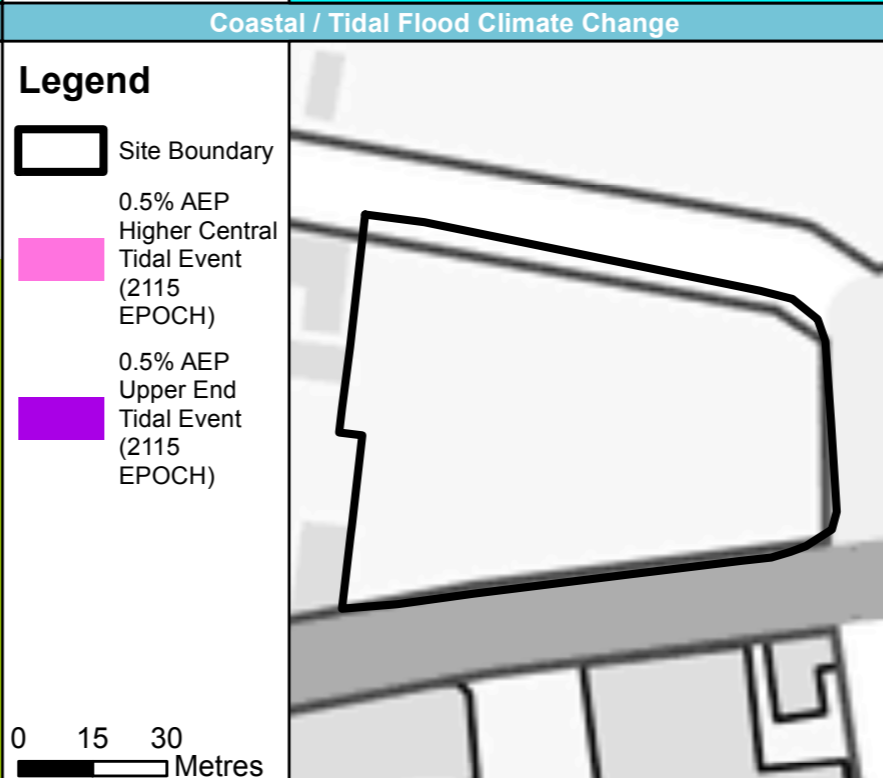 Coastal / Tidal Flood Climate Change
Legend
Site Boundary
0.5% AEP
Higher Central
Tidal Event
(2115
EPOCH)
0.5% AEP
Upper End
Tidal Event
(2115
EPOCH)
0 15 30
Metres